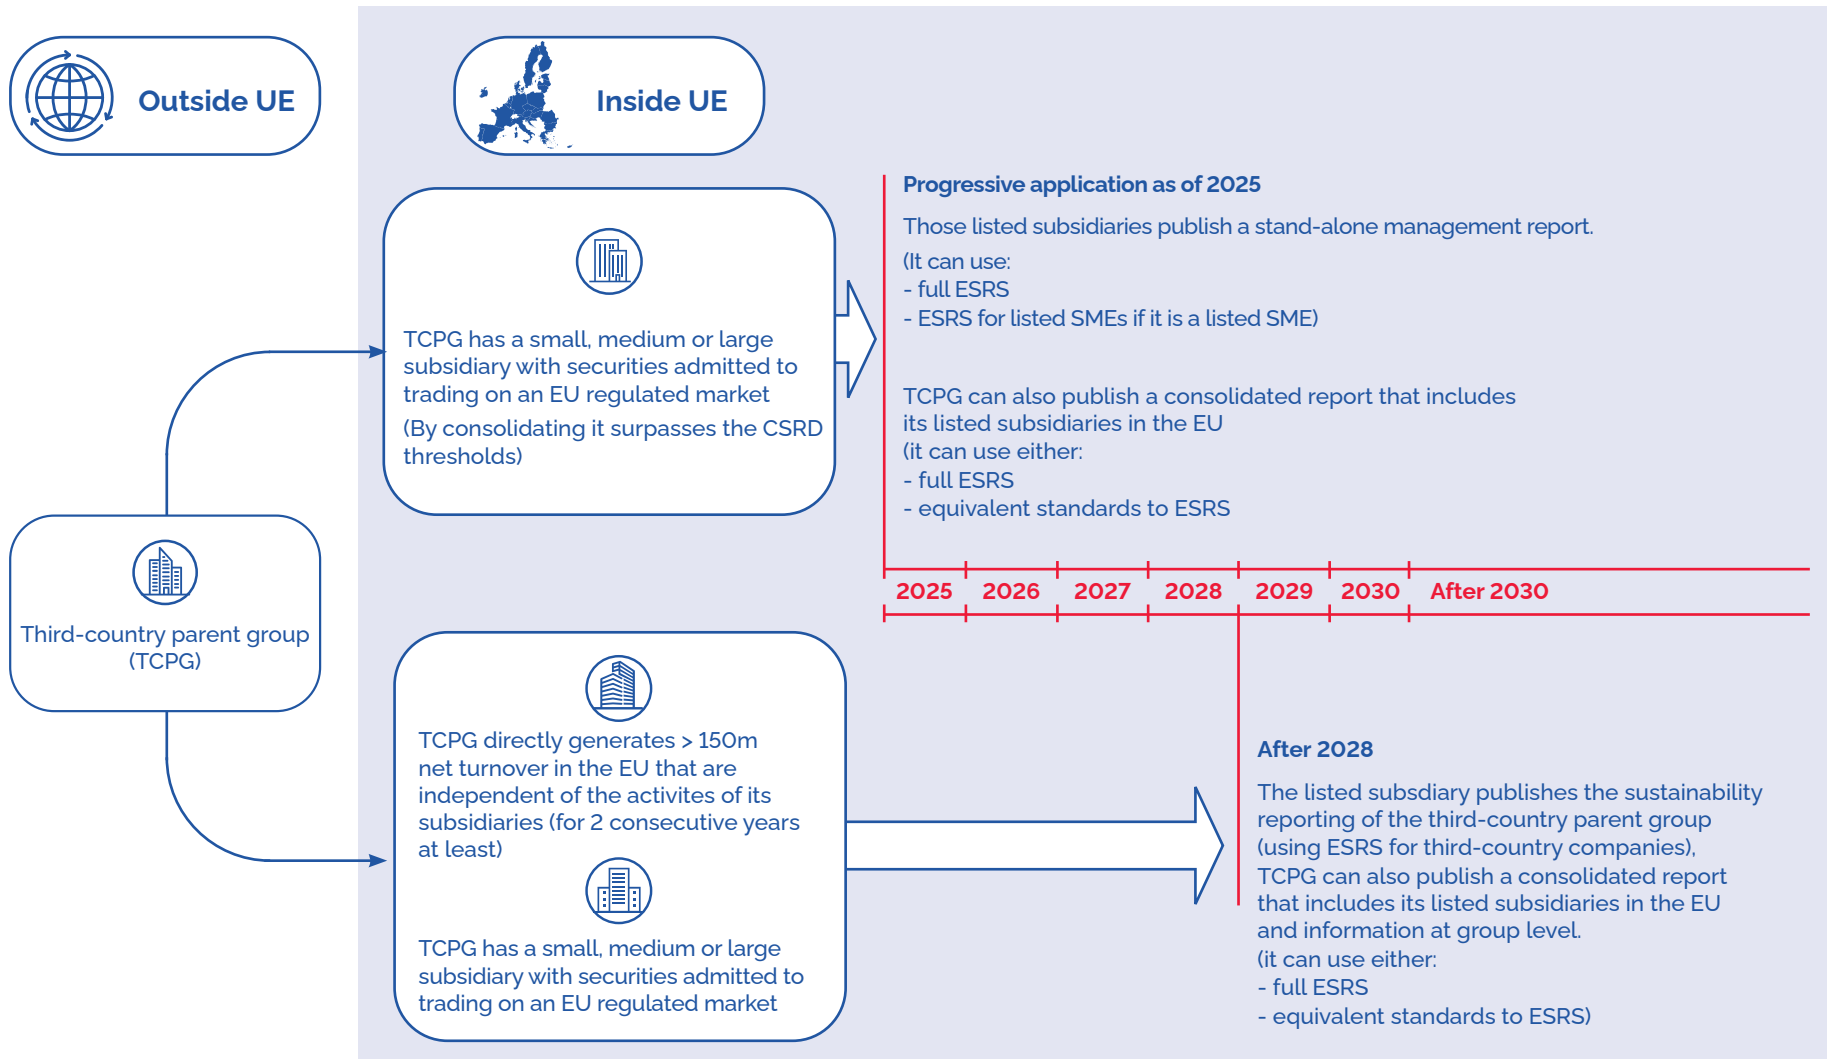 Outside UE
Inside UE
TCPG has a small, medium or large
subsidiary with securities admitted to
trading on an EU regulated market
(By consolidating it surpasses the CSRD
thresholds)
Progressive application as of 2025
Those listed subsidiaries publish a stand-alone management report.
(It can use:
- full ESRS
- ESRS for listed SMEs if it is a listed SME)
TCPG can also publish a consolidated report that includes
its listed subsidiaries in the EU
(it can use either:
- full ESRS
- equivalent standards to ESRS
2025 2026 2027 2028 2029 2030 After 2030
Third-country parent group
(TCPG)
TCPG directly generates > 150m
net turnover in the EU that are
independent of the activites of its
subsidiaries (for 2 consecutive years
at least)
TCPG has a small, medium or large
subsidiary with securities admitted to
trading on an EU regulated market
After 2028
The listed subsdiary publishes the sustainability
reporting of the third-country parent group
(using ESRS for third-country companies),
TCPG can also publish a consolidated report
that includes its listed subsidiaries in the EU
and information at group level.
(it can use either:
- full ESRS
- equivalent standards to ESRS)